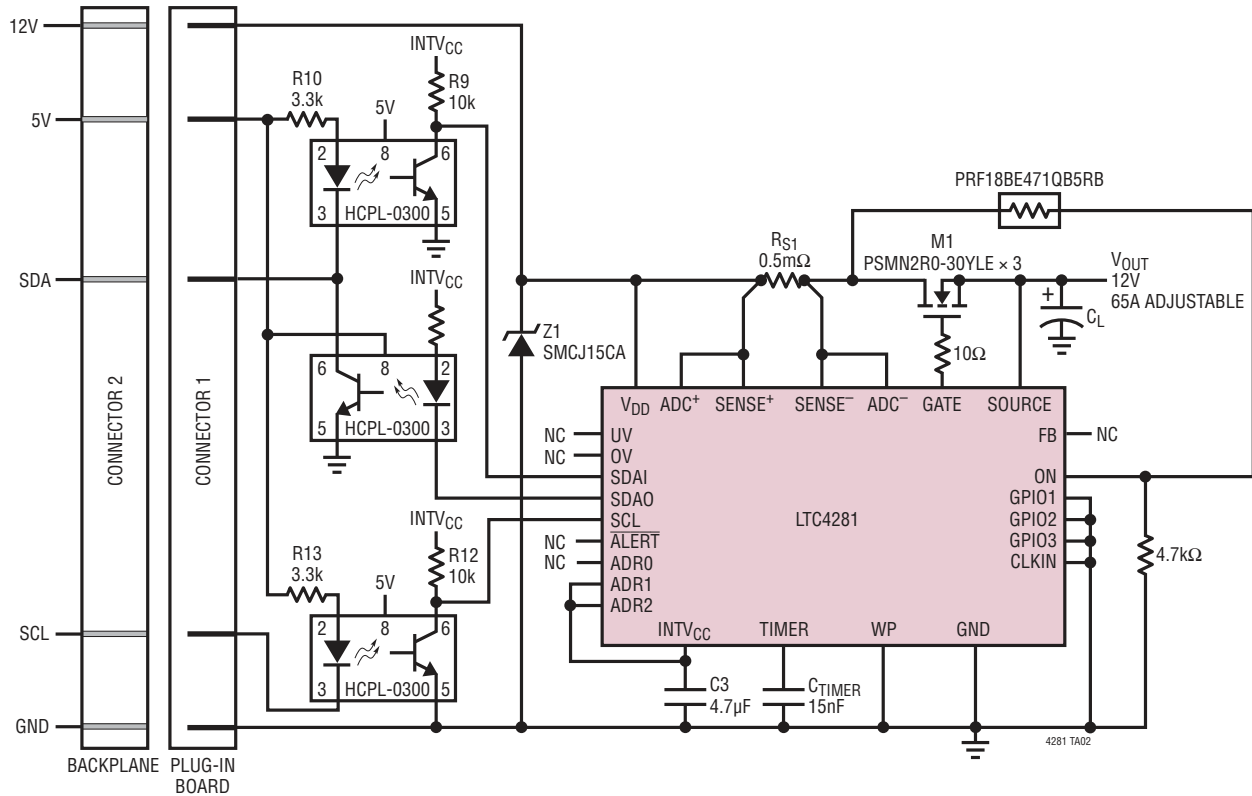 12V
5V
SDA
SCL
GND
CONNECTOR 2
CONNECTOR 1
BACKPLANE
PLUG-IN
BOARD
R10
3.3k
INTVCC
R9
10k
5V
2
8
6
3
HCPL-0300
5
INTVCC
6
8
2
5
HCPL-0300
3
INTVCC
R13
3.3k
R12
10k
5V
2
8
6
3
HCPL-0300
5
Z1
SMCJ15CA
RS1
0.5mΩ
PRF18BE471QB5RB
M1
PSMN2R0-30YLE × 3
VOUT
12V
65A ADJUSTABLE
+
CL
10Ω
VDD
ADC+
SENSE+
SENSE−
ADC−
GATE
SOURCE
NC
UV
NC
OV
SDAI
SDAO
SCL
NC
ALERT
NC
ADR0
ADR1
ADR2
LTC4281
FB
NC
ON
GPIO1
GPIO2
GPIO3
CLKIN
4.7kΩ
INTVCC
TIMER
WP
GND
C3
4.7µF
CTIMER
15nF
4281 TA02